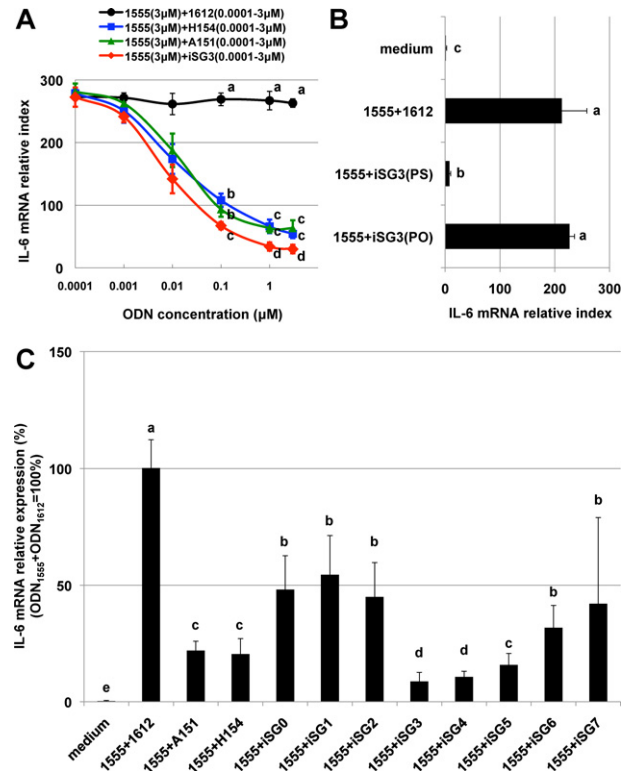 A
1555(3µM)+1612(0.0001-3µM)
1555(3µM)+H154(0.0001-3µM)
1555(3µM)+A151(0.0001-3µM)
1555(3µM)+iSG3(0.0001-3µM)
IL-6 mRNA relative index
300
200
100
0
a
a
a
b
b
c
c
c
d
c
c
d
0.0001
0.001
0.01
0.1
1
ODN concentration (µM)
B
medium
c
1555+1612
a
1555+iSG3(PS)
b
1555+iSG3(PO)
a
0
100
200
300
IL-6 mRNA relative index
C
IL-6 mRNA relative expression (%)
(ODN1555+ODN1612=100%)
150
100
50
0
e
a
c
c
b
b
b
d
d
c
b
b
medium
1555+1612
1555+A151
1555+H154
1555+iSG0
1555+iSG1
1555+iSG2
1555+iSG3
1555+iSG4
1555+iSG5
1555+iSG6
1555+iSG7